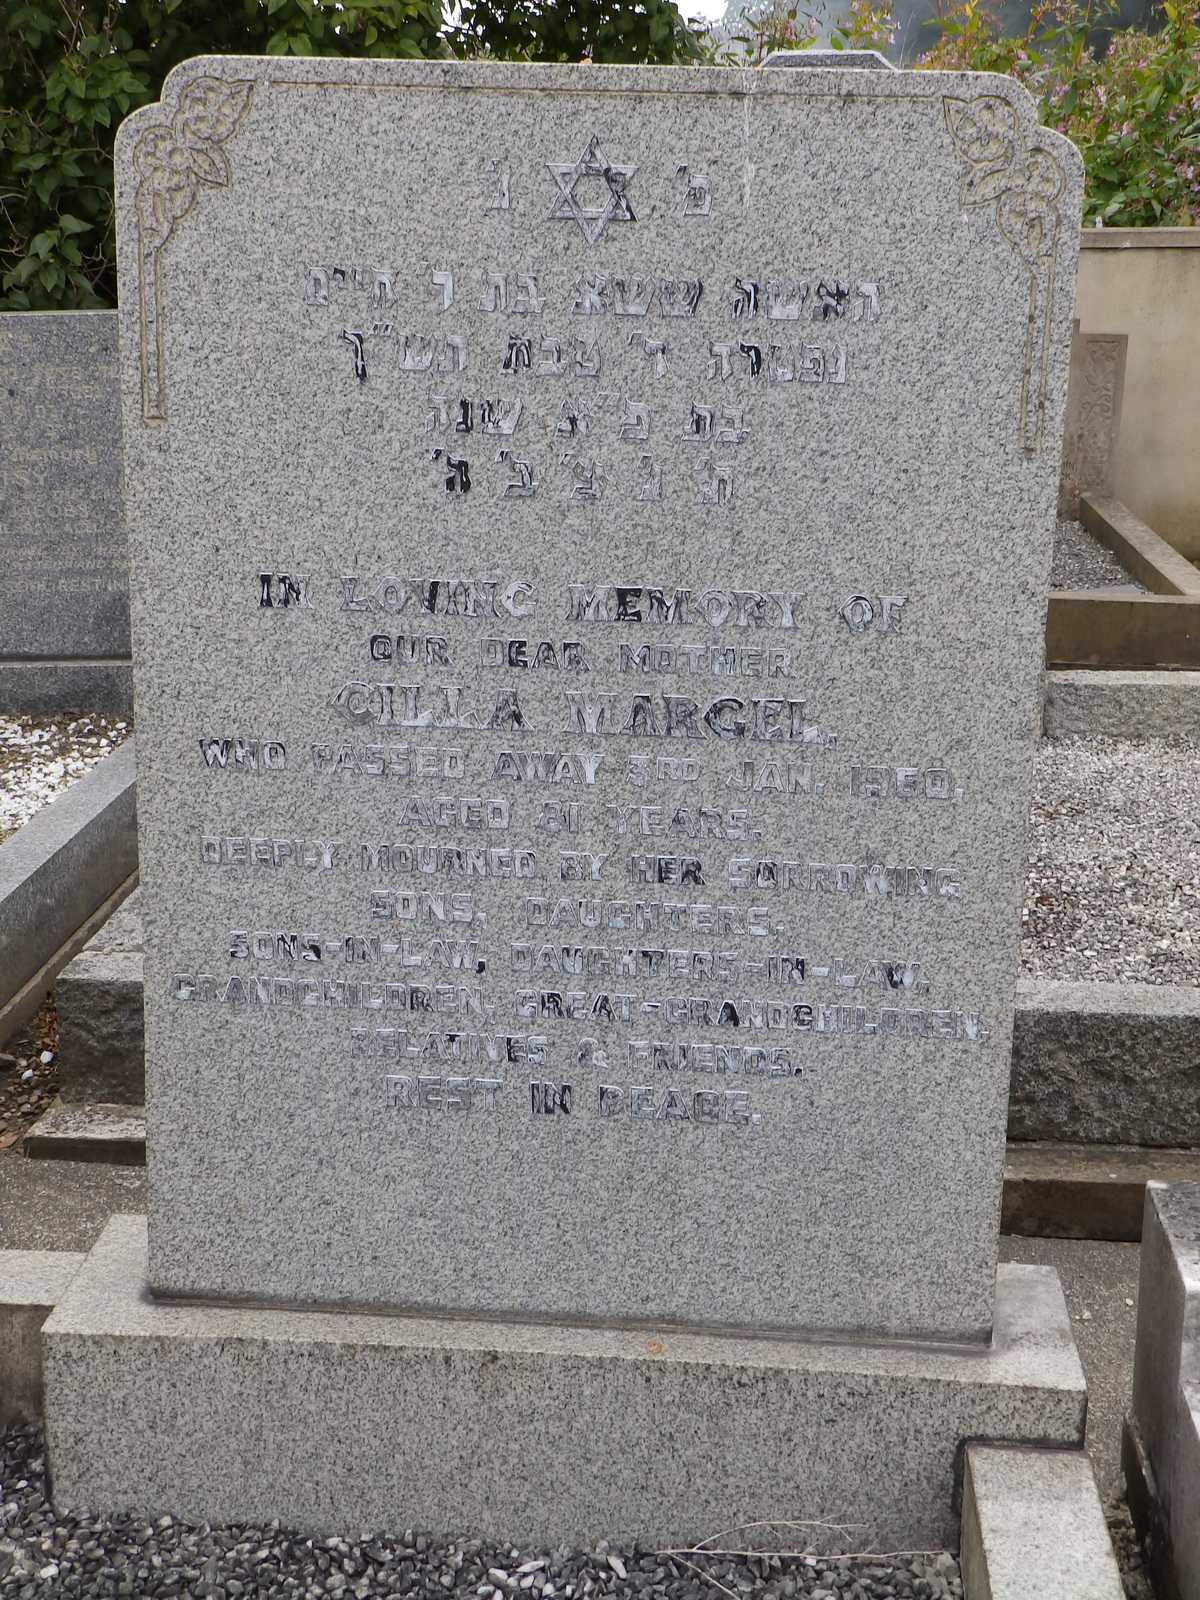 פ' נ'
האשה ששא בת ר' חיים
נפטרה ד' טבת תש"ך
בת פ"א שנה
ת' נ' צ' ב' ה'
IN LOVING MEMORY OF
OUR DEAR MOTHER
CILLA MARGEL,
WHO PASSED AWAY 3RD JAN. 1960.
AGED 81 YEARS.
DEEPLY MOURNED BY HER SORROWING
SONS, DAUGHTERS.
SONS-IN-LAW, DAUGHTERS-IN-LAW,
GRANDCHILDREN, GREAT-GRANDCHILDREN,
RELATIVES & FRIENDS.
REST IN PEACE.